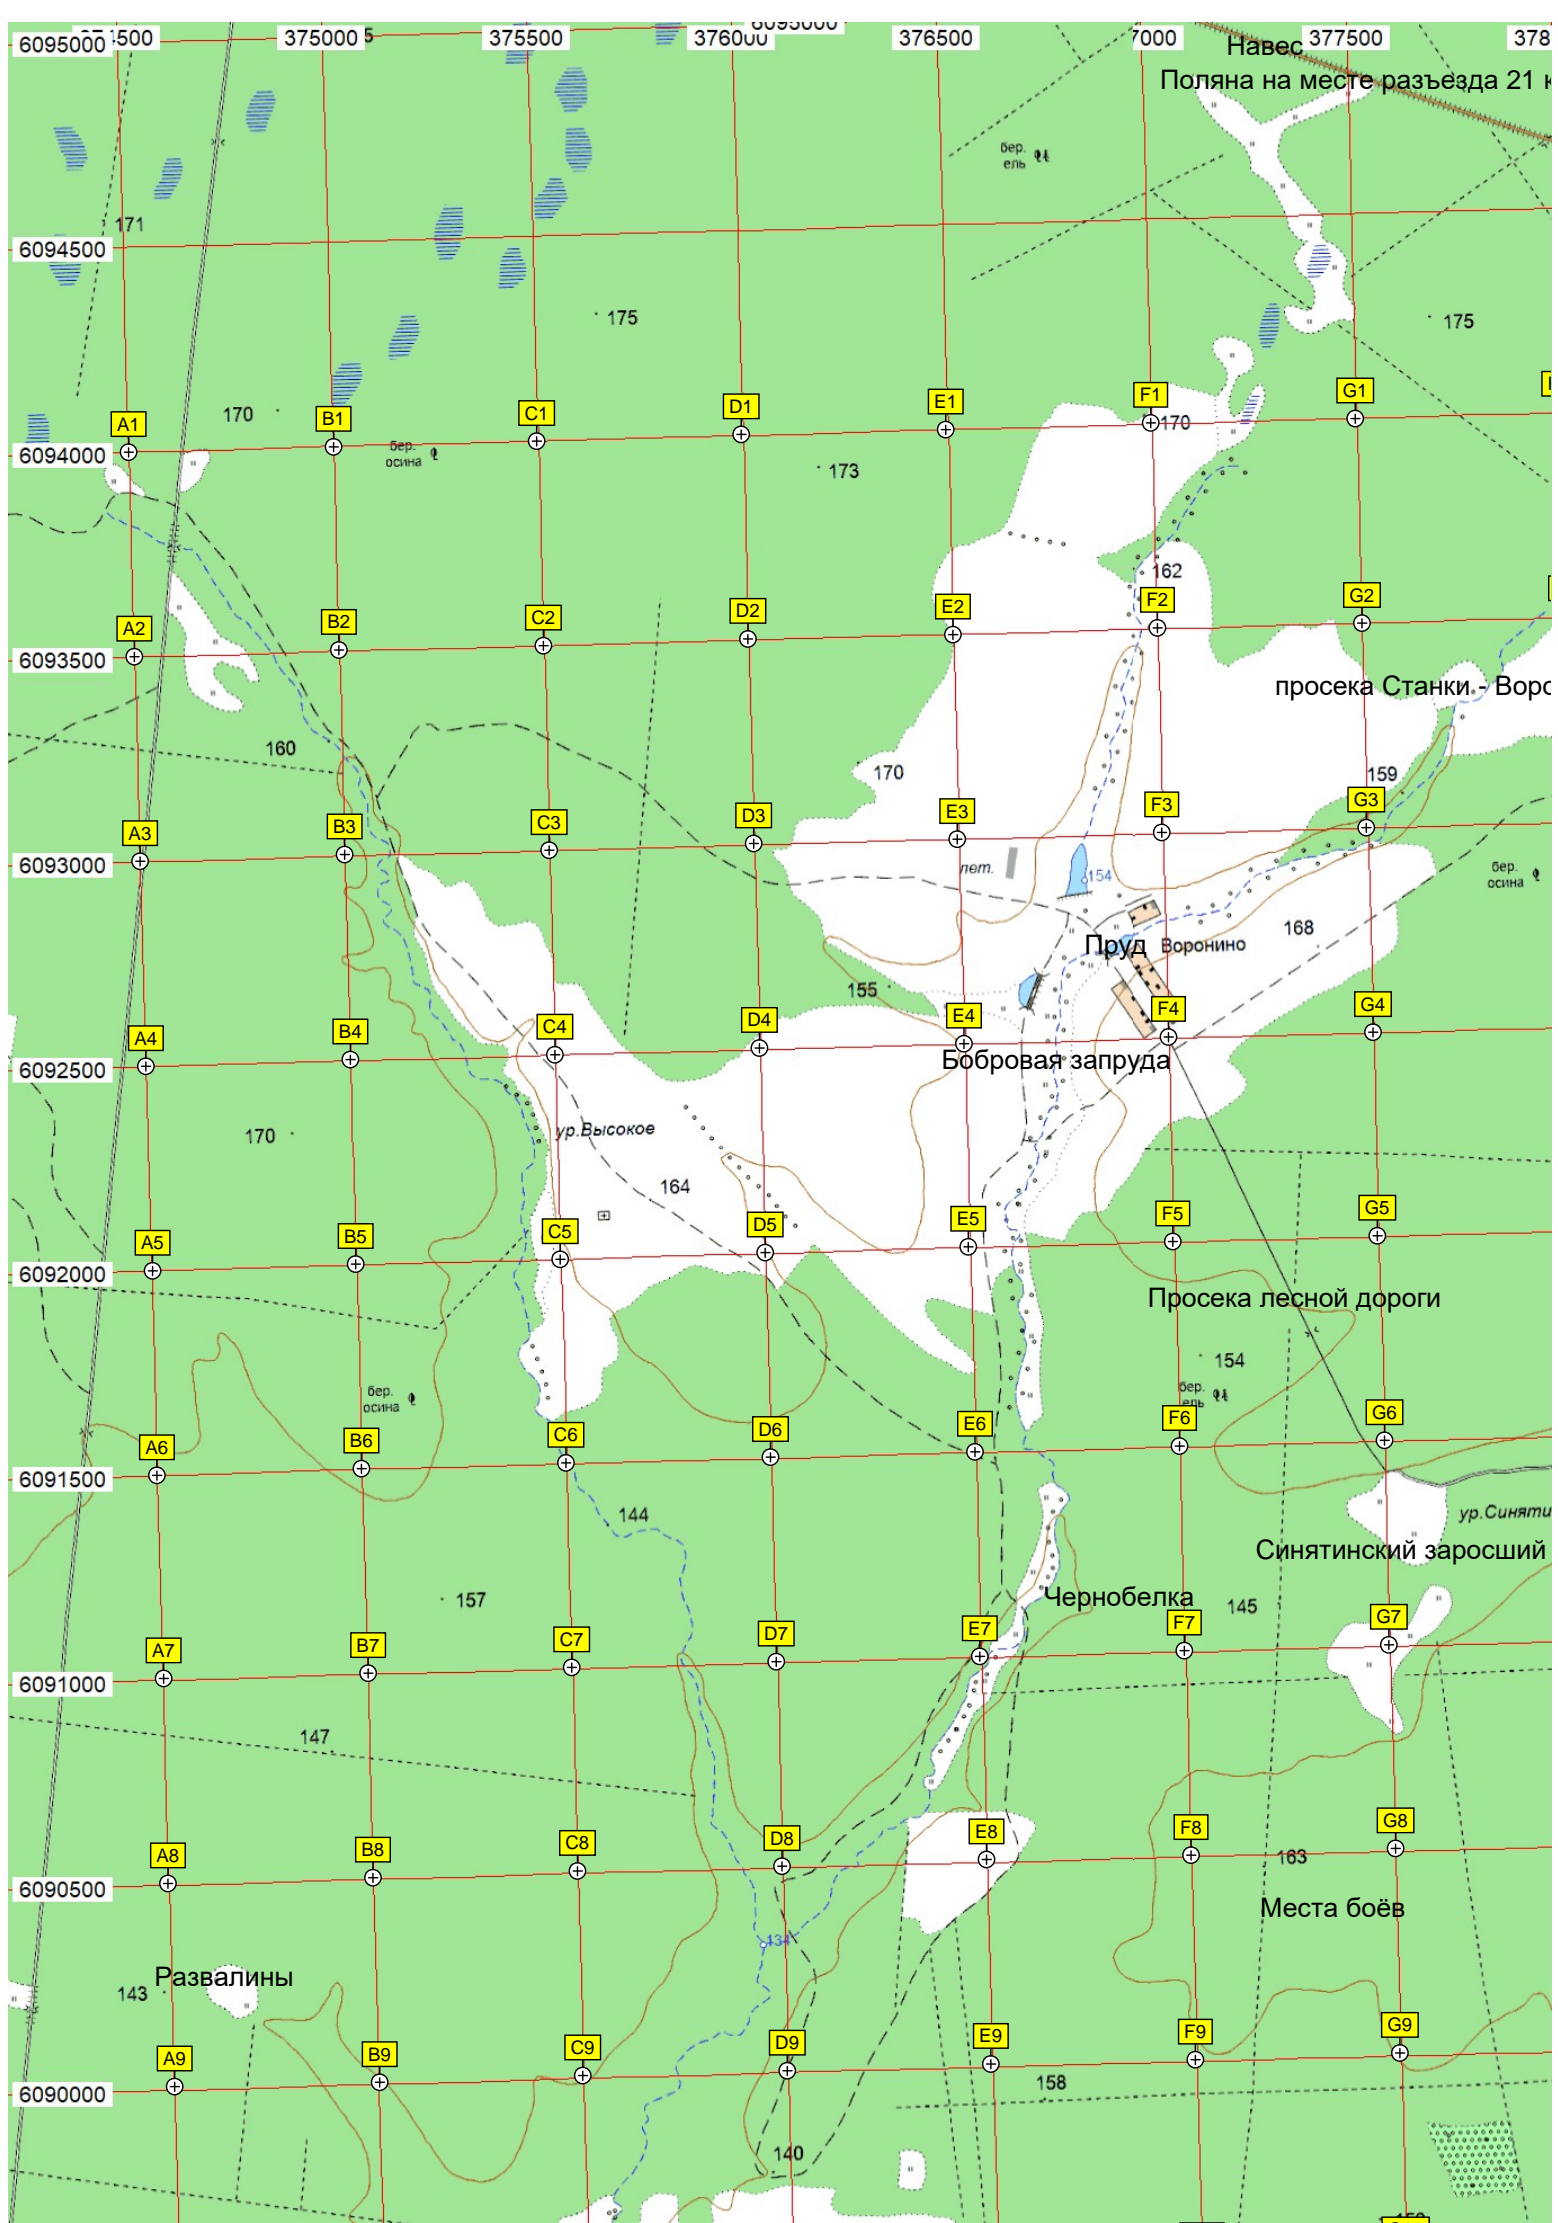 6095000
375000
375500
376500
7000
377500
378
Навес
Поляна на месте разъезда 21 к
бер.
ель
171
6094500
175
175
170
A1
B1
C1
D1
E1
F1
G1
170
бер.
осина
6094000
173
162
A2
B2
C2
D2
E2
F2
G2
6093500
просека Станки - Воро
160
170
159
A3
B3
C3
D3
E3
F3
G3
6093000
лет.
154
бер.
осина
168
Пруд
Воронино
155
A4
B4
C4
D4
E4
F4
G4
6092500
Бобровая запруда
170
ур.Высокое
164
A5
B5
C5
D5
E5
F5
G5
6092000
Просека лесной дороги
154
бер.
ель
бер.
осина
A6
B6
C6
D6
E6
F6
G6
6091500
144
ур.Синяти
Синятинский заросший
157
Чернобелка
145
A7
B7
C7
D7
E7
F7
G7
6091000
147
A8
B8
C8
D8
E8
F8
G8
163
6090500
Места боёв
134
Развалины
143
A9
B9
C9
D9
E9
F9
G9
6090000
158
140